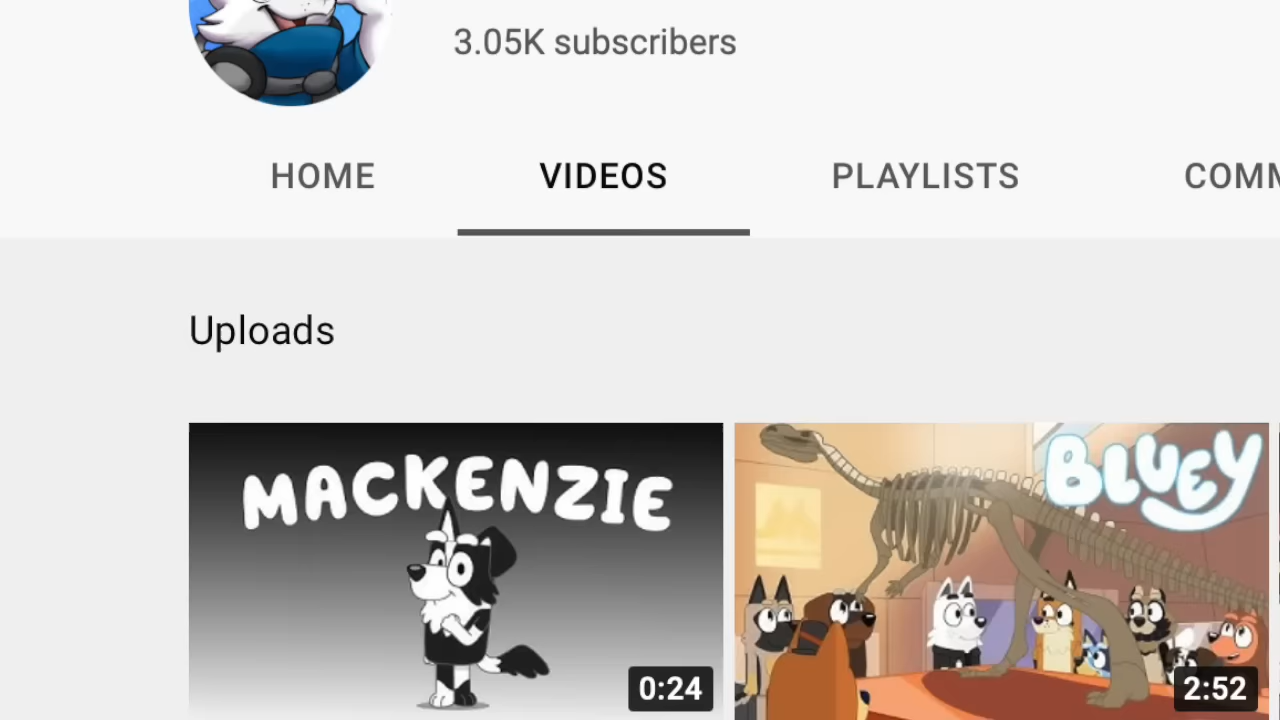 3.05K subscribers
HOME VIDEOS PLAYLISTS COMM
Uploads
MACKENZIE
BLUEY
0:24
2:52